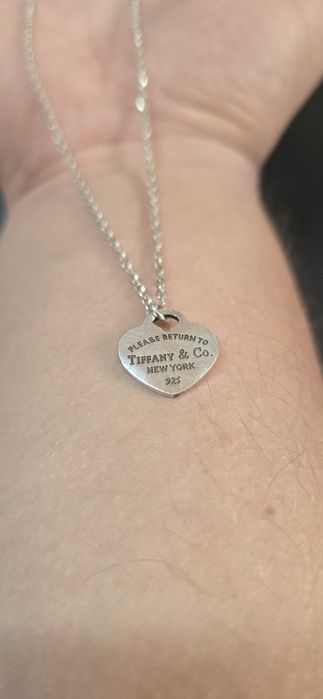 PLEASE RETURN TO
TIFFANY & CO.
NEW YORK
925